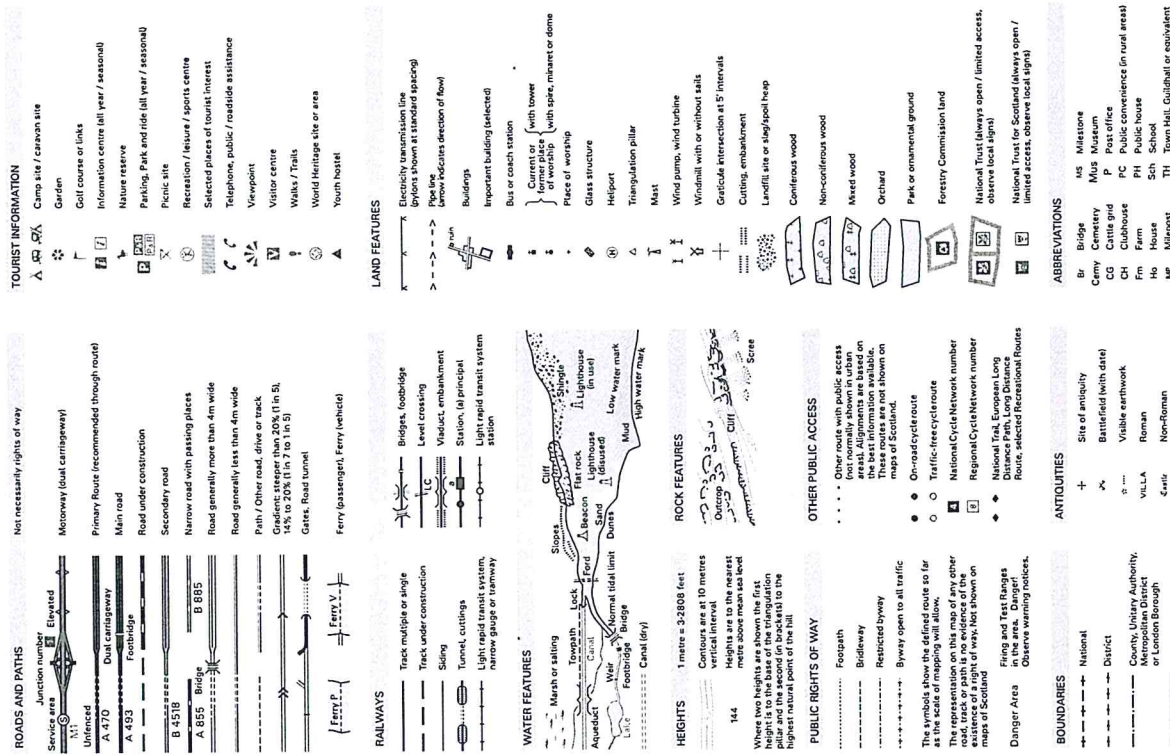 ROADS AND PATHS
Not necessarily rights of way
Junction number
Service area
Elevated
S
M1
Motorway (dual carriageway)
Unfenced
A 470
Dual carriageway
Primary Route (recommended through route)
A 493
Footbridge
Main road
Road under construction
B 4518
Secondary road
A 855
Bridge
B 885
Narrow road with passing places
Road generally more than 4m wide
Road generally less than 4m wide
Path / Other road, drive or track
Gradient: steeper than 20% (1 in 5),
14% to 20% (1 in 7 to 1 in 5)
Gates, Road tunnel
Ferry P
Ferry V
Ferry (passenger), Ferry (vehicle)
RAILWAYS
Track multiple or single
Track under construction
Siding
Tunnel, cuttings
Light rapid transit system,
narrow gauge or tramway
Bridges, footbridge
LC
Level crossing
Viaduct, embankment
a
Station, (a) principal
Light rapid transit system
station
WATER FEATURES
Marsh or salting
Towpath
Lock
Slopes
Cliff
Shingle
Flat rock
Lighthouse
(in use)
Ford
Beacon
Lighthouse
(disused)
Aqueduct
Canal
Sand
Low water mark
Weir
Normal tidal limit
Dunes
Mud
High water mark
Lake
Footbridge
Bridge
Canal (dry)
HEIGHTS
1 metre = 3·2808 feet
Contours are at 10 metres
vertical interval
144
Heights are to the nearest
metre above mean sea level
Where two heights are shown the first
height is to the base of the triangulation
pillar and the second (in brackets) to the
highest natural point of the hill
ROCK FEATURES
Outcrop
Cliff
Scree
PUBLIC RIGHTS OF WAY
Footpath
Bridleway
Restricted byway
Byway open to all traffic
The symbols show the defined route so far
as the scale of mapping will allow.
The representation on this map of any other
road, track or path is no evidence of the
existence of a right of way. Not shown on
maps of Scotland
Danger Area
Firing and Test Ranges
in the area. Danger!
Observe warning notices.
OTHER PUBLIC ACCESS
Other route with public access
(not normally shown in urban
areas). Alignments are based on
the best information available.
These routes are not shown on
maps of Scotland.
On-road cycle route
Traffic-free cycle route
4
National Cycle Network number
8
Regional Cycle Network number
National Trail, European Long
Distance Path, Long Distance
Route, selected Recreational Routes
BOUNDARIES
National
District
County, Unitary Authority,
Metropolitan District
or London Borough
ANTIQUITIES
Site of antiquity
Battlefield (with date)
Visible earthwork
VILLA
Roman
Castle
Non-Roman
TOURIST INFORMATION
Camp site / caravan site
Garden
Golf course or links
Information centre (all year / seasonal)
Nature reserve
P
P&R
Parking, Park and ride (all year / seasonal)
Picnic site
Recreation / leisure / sports centre
Selected places of tourist interest
Telephone, public / roadside assistance
Viewpoint
V
Visitor centre
Walks / Trails
World Heritage site or area
Youth hostel
LAND FEATURES
Electricity transmission line
(pylons shown at standard spacing)
Pipe line
(arrow indicates direction of flow)
ruin
Buildings
Important building (selected)
Bus or coach station
Current or
former place
of worship
with tower
with spire, minaret or dome
Place of worship
Glass structure
H
Heliport
Triangulation pillar
Mast
Wind pump, wind turbine
Windmill with or without sails
Graticule intersection at 5' intervals
Cutting, embankment
Landfill site or slag/spoil heap
Coniferous wood
Non-coniferous wood
Mixed wood
Orchard
Park or ornamental ground
Forestry Commission land
National Trust (always open / limited access,
observe local signs)
National Trust for Scotland (always open /
limited access, observe local signs)
ABBREVIATIONS
Br Bridge
Cemy Cemetery
CG Cattle grid
CH Clubhouse
Fm Farm
Ho House
MP
MS Milestone
Mus Museum
P Post office
PC Public convenience (in rural areas)
PH Public house
Sch School
TH Town Hall, Guildhall or equivalent